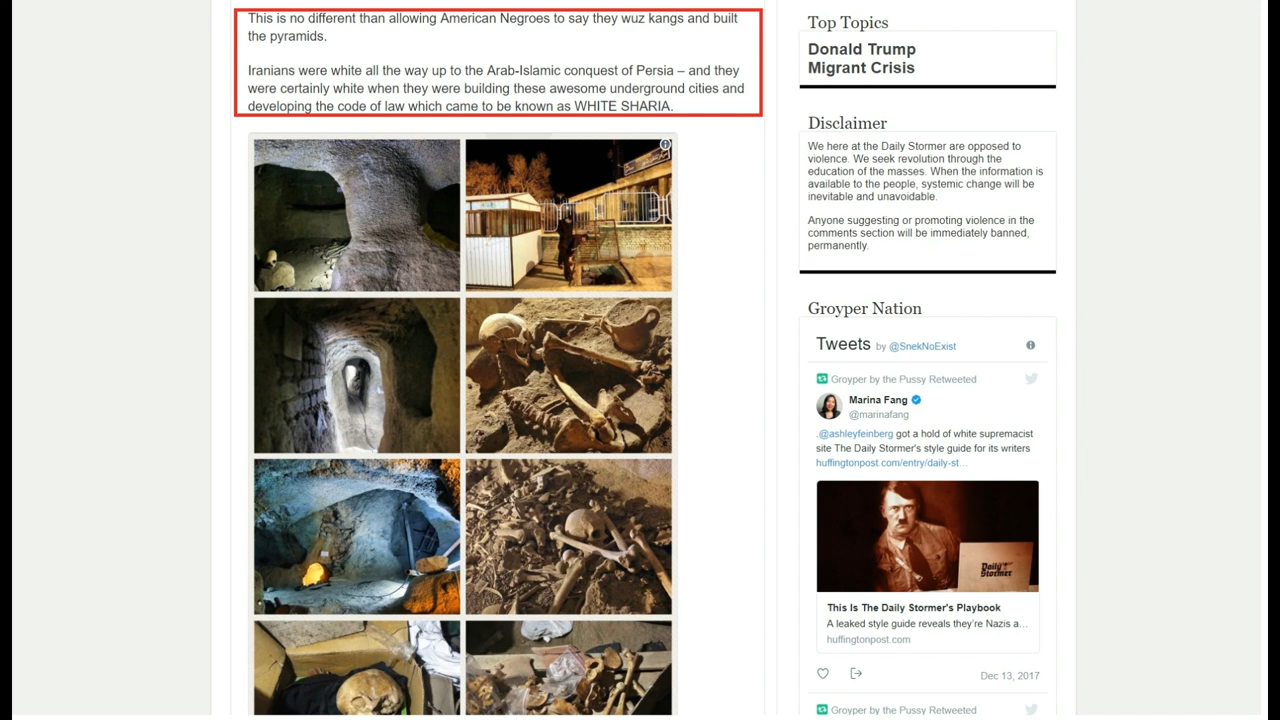 This is no different than allowing American Negroes to say they wuz kangs and built
the pyramids.
Iranians were white all the way up to the Arab-Islamic conquest of Persia – and they
were certainly white when they were building these awesome underground cities and
developing the code of law which came to be known as WHITE SHARIA.
Top Topics
Donald Trump
Migrant Crisis
Disclaimer
We here at the Daily Stormer are opposed to
violence. We seek revolution through the
education of the masses. When the information is
available to the people, systemic change will be
inevitable and unavoidable.
Anyone suggesting or promoting violence in the
comments section will be immediately banned,
permanently.
Groyper Nation
Tweets by @SnekNoExist
Groyper by the Pussy Retweeted
Marina Fang
@marinafang
.@ashleyfeinberg got a hold of white supremacist
site The Daily Stormer's style guide for its writers
huffingtonpost.com/entry/daily-st…
Daily
Stormer
This Is The Daily Stormer's Playbook
A leaked style guide reveals they're Nazis a…
huffingtonpost.com
Dec 13, 2017
Groyper by the Pussy Retweeted